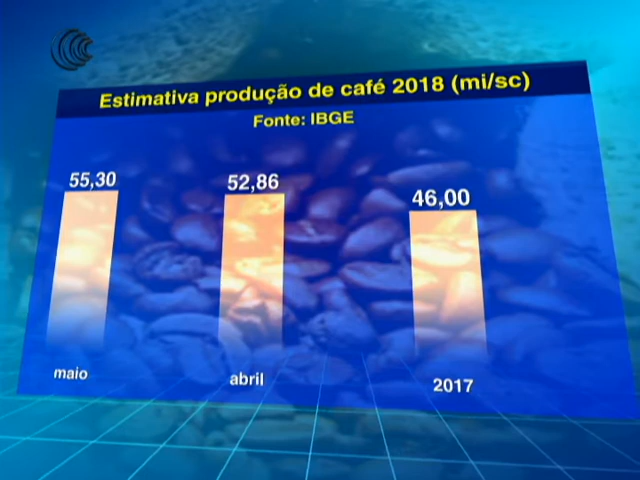 Estimativa produção de café 2018 (mi/sc)
Fonte: IBGE
55,30
52,86
46,00
maio
abril
2017